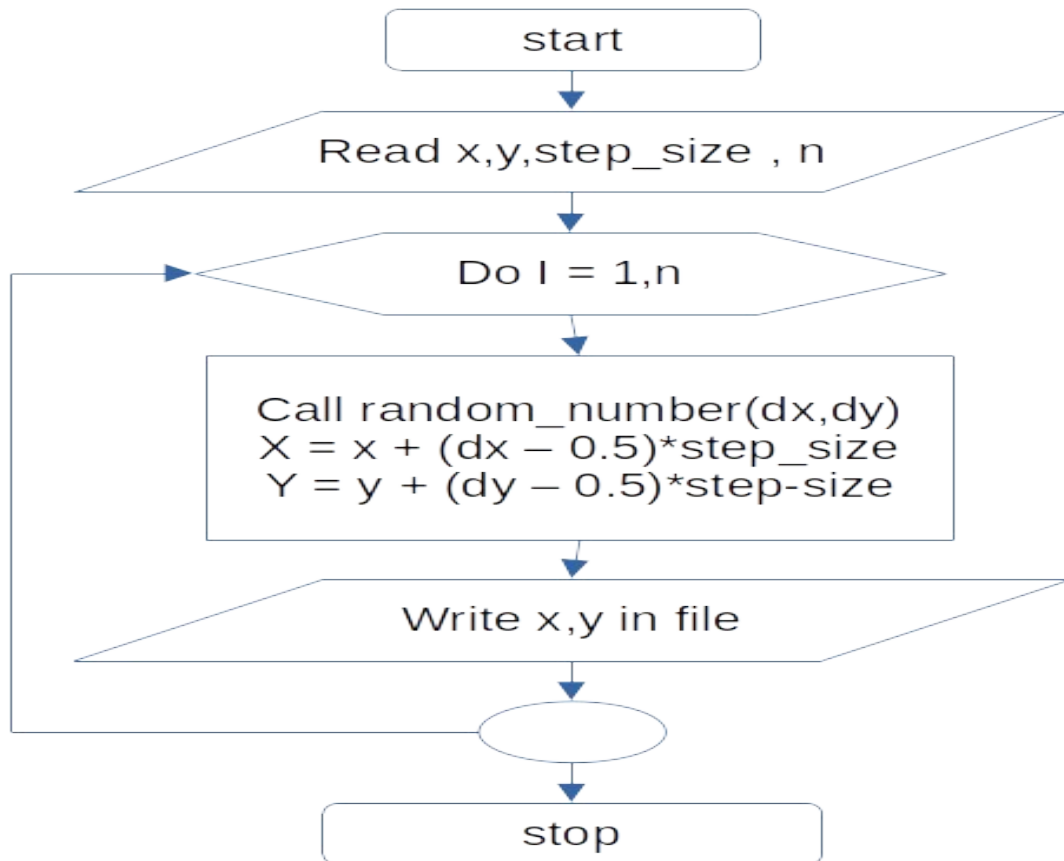 start
Read x,y,step_size , n
Do I = 1,n
Call random_number(dx,dy)
X = x + (dx – 0.5)*step_size
Y = y + (dy – 0.5)*step-size
Write x,y in file
stop